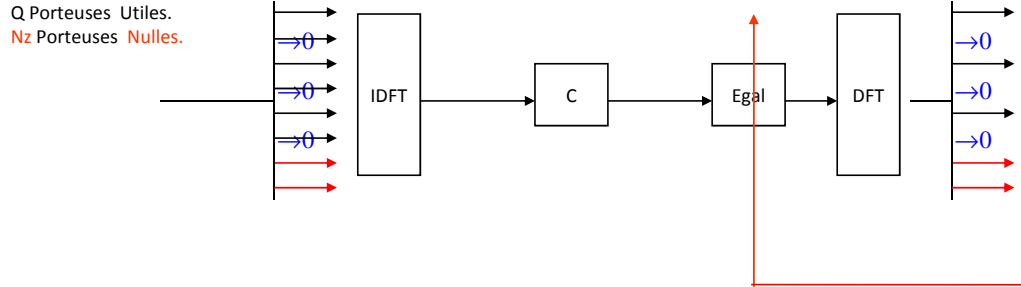 Q Porteuses Utiles.
Nz Porteuses Nulles.
→0
→0
→0
IDFT
C
Egal
DFT
→0
→0
→0